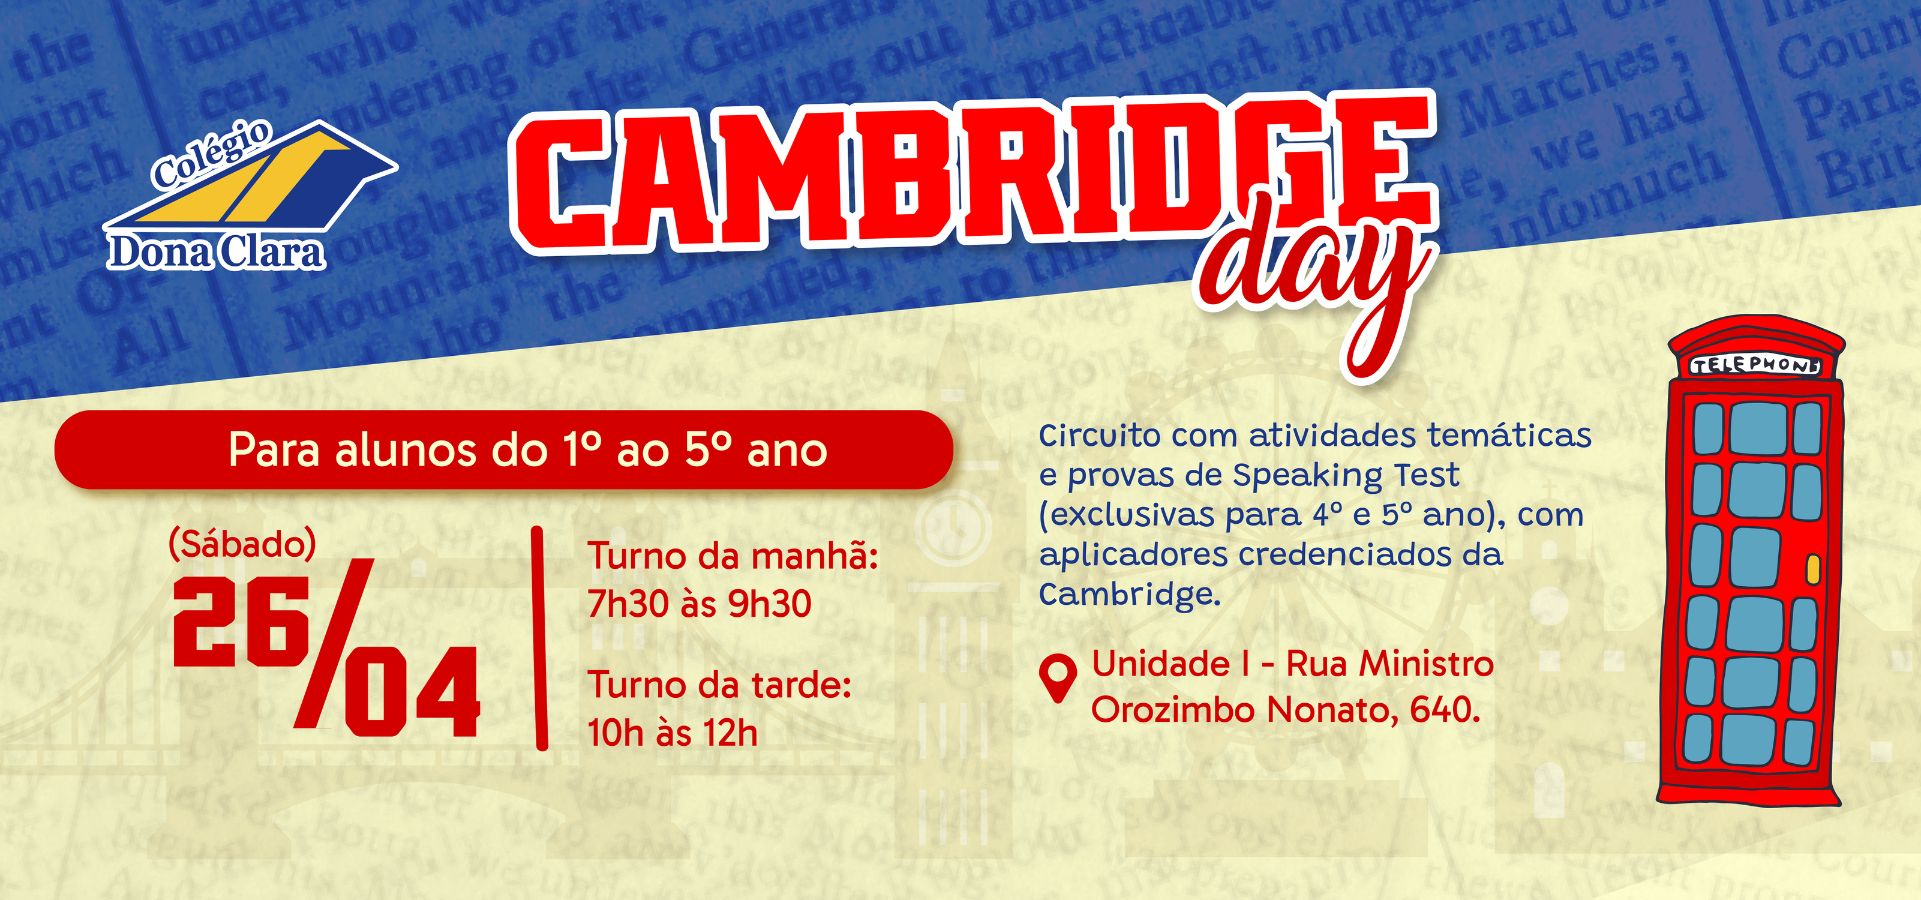 Colégio
Dona Clara
CAMBRIDGE
day
Para alunos do 1º ao 5º ano
(Sábado)
26/04
Turno da manhã:
7h30 às 9h30
Turno da tarde:
10h às 12h
Circuito com atividades temáticas
e provas de Speaking Test
(exclusivas para 4º e 5º ano), com
aplicadores credenciados da
Cambridge.
Unidade I - Rua Ministro
Orozimbo Nonato, 640.
TELEPHONE